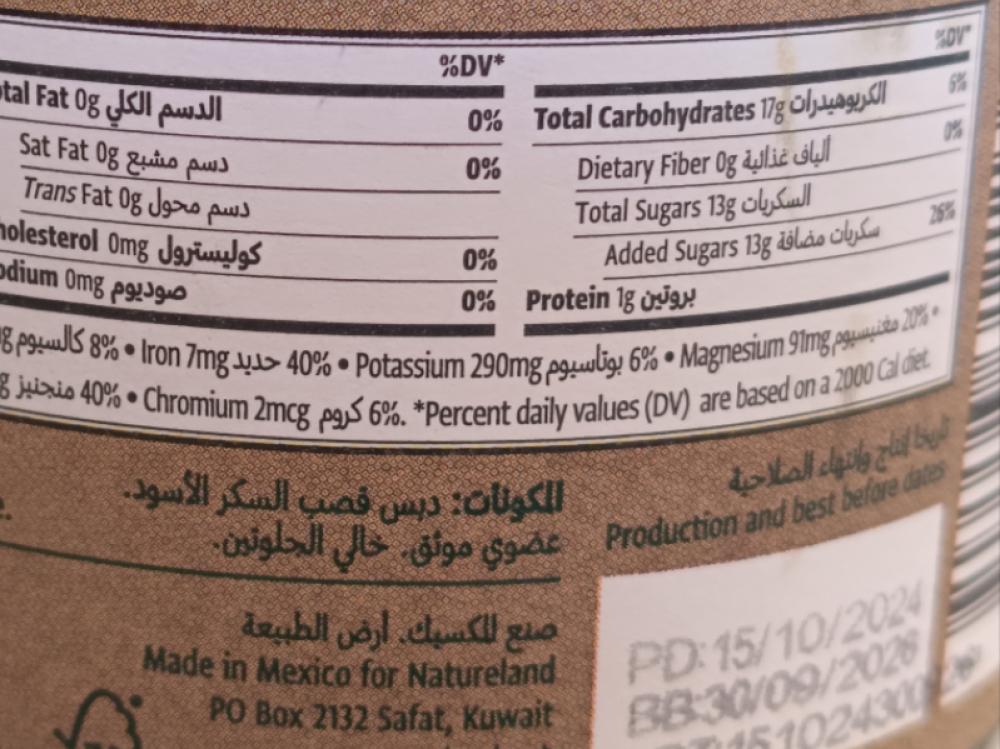 %DV*
Total Fat 0g الدسم الكلي 0%
Sat Fat 0g دسم مشبع 0%
Trans Fat 0g دسم محول
Cholesterol 0mg كوليسترول 0%
Sodium 0mg صوديوم 0%
%DV*
Total Carbohydrates 17g الكربوهيدرات 6%
Dietary Fiber 0g ألياف غذائية 0%
Total Sugars 13g السكريات
Added Sugars 13g سكريات مضافة 26%
Protein 1g بروتين
كالسيوم 8% • Iron 7mg حديد 40% • Potassium 290mg بوتاسيوم 6% • Magnesium 91mg مغنيسيوم 20% •
منجنيز 40% • Chromium 2mcg كروم 6%. *Percent daily values (DV) are based on a 2000 Cal diet.
المكونات: دبس قصب السكر الأسود.
عضوي موثق. خالي الجلوتين.
صنع للكسيك. أرض الطبيعة
Made in Mexico for Natureland
PO Box 2132 Safat, Kuwait
تاريخا إنتاج وانتهاء الصلاحية
Production and best before dates
PD:15/10/2024
BB:30/09/2026